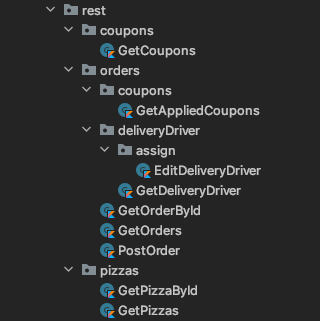 rest
coupons
GetCoupons
orders
coupons
GetAppliedCoupons
deliveryDriver
assign
EditDeliveryDriver
GetDeliveryDriver
GetOrderById
GetOrders
PostOrder
pizzas
GetPizzaById
GetPizzas